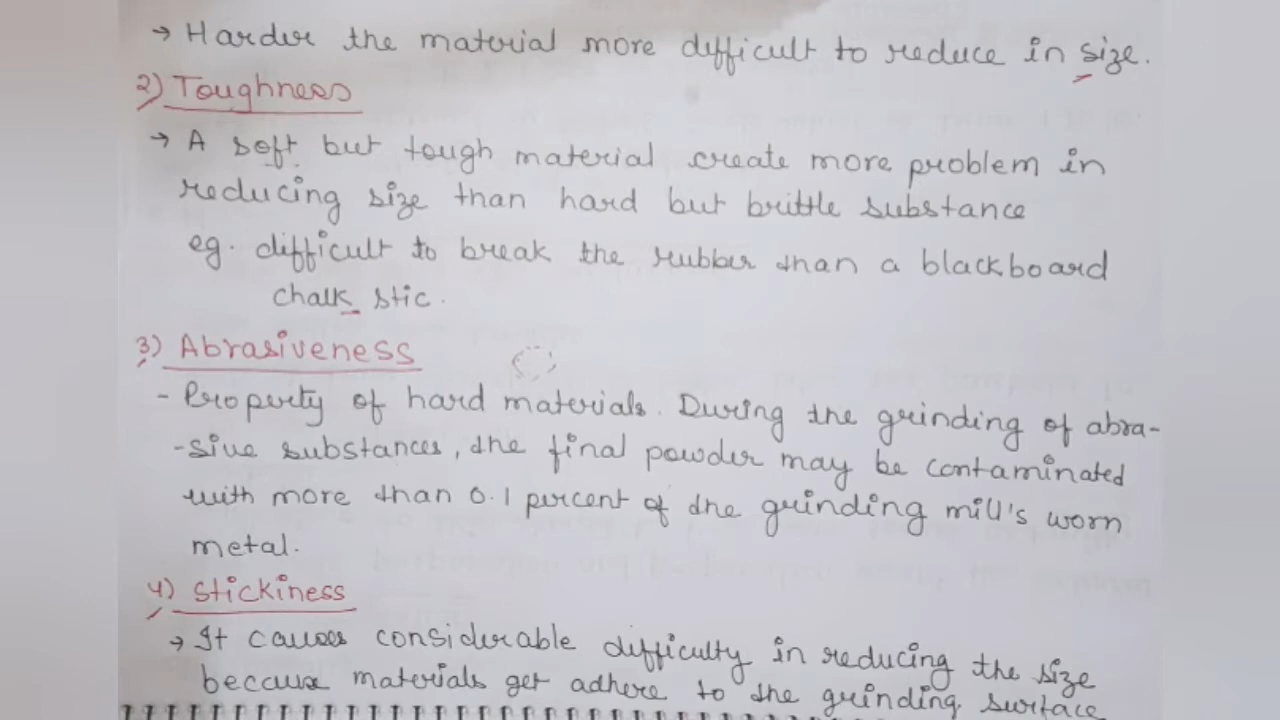 → Harder the material more difficult to reduce in size.
2) Toughness
→ A soft but tough material create more problem in
reducing size than hard but brittle substance
eg. difficult to break the rubber than a blackboard
chalk stic.
3) Abrasiveness
- Property of hard materials. During the grinding of abra-
-sive substances, the final powder may be contaminated
with more than 0.1 percent of the grinding mill's worn
metal.
4) Stickiness
→ It causes considerable difficulty in reducing the size
because materials get adhere to the grinding surface